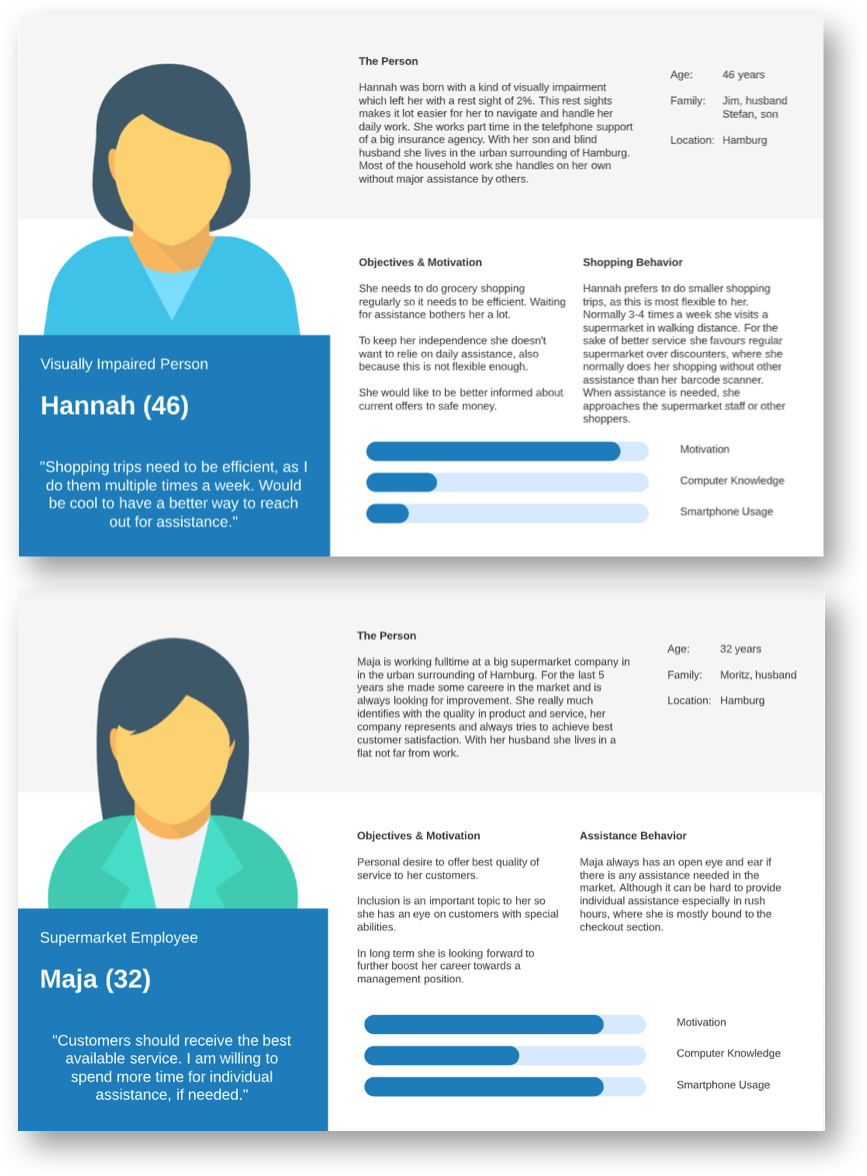 The Person
Hannah was born with a kind of visually impairment
which left her with a rest sight of 2%. This rest sights
makes it lot easier for her to navigate and handle her
daily work. She works part time in the telefphone support
of a big insurance agency. With her son and blind
husband she lives in the urban surrounding of Hamburg.
Most of the household work she handles on her own
without major assistance by others.
Age: 46 years
Family: Jim, husband
Stefan, son
Location: Hamburg
Visually Impaired Person
Hannah (46)
"Shopping trips need to be efficient, as I
do them multiple times a week. Would
be cool to have a better way to reach
out for assistance."
Objectives & Motivation
She needs to do grocery shopping
regularly so it needs to be efficient. Waiting
for assistance bothers her a lot.
To keep her independence she doesn't
want to relie on daily assistance, also
because this is not flexible enough.
She would like to be better informed about
current offers to safe money.
Shopping Behavior
Hannah prefers to do smaller shopping
trips, as this is most flexible to her.
Normally 3-4 times a week she visits a
supermarket in walking distance. For the
sake of better service she favours regular
supermarket over discounters, where she
normally does her shopping without other
assistance than her barcode scanner.
When assistance is needed, she
approaches the supermarket staff or other
shoppers.
Motivation
Computer Knowledge
Smartphone Usage
The Person
Maja is working fulltime at a big supermarket company in
in the urban surrounding of Hamburg. For the last 5
years she made some careere in the market and is
always looking for improvement. She really much
identifies with the quality in product and service, her
company represents and always tries to achieve best
customer satisfaction. With her husband she lives in a
flat not far from work.
Age: 32 years
Family: Moritz, husband
Location: Hamburg
Supermarket Employee
Maja (32)
"Customers should receive the best
available service. I am willing to
spend more time for individual
assistance, if needed."
Objectives & Motivation
Personal desire to offer best quality of
service to her customers.
Inclusion is an important topic to her so
she has an eye on customers with special
abilities.
In long term she is looking forward to
further boost her career towards a
management position.
Assistance Behavior
Maja always has an open eye and ear if
there is any assistance needed in the
market. Although it can be hard to provide
individual assistance especially in rush
hours, where she is mostly bound to the
checkout section.
Motivation
Computer Knowledge
Smartphone Usage